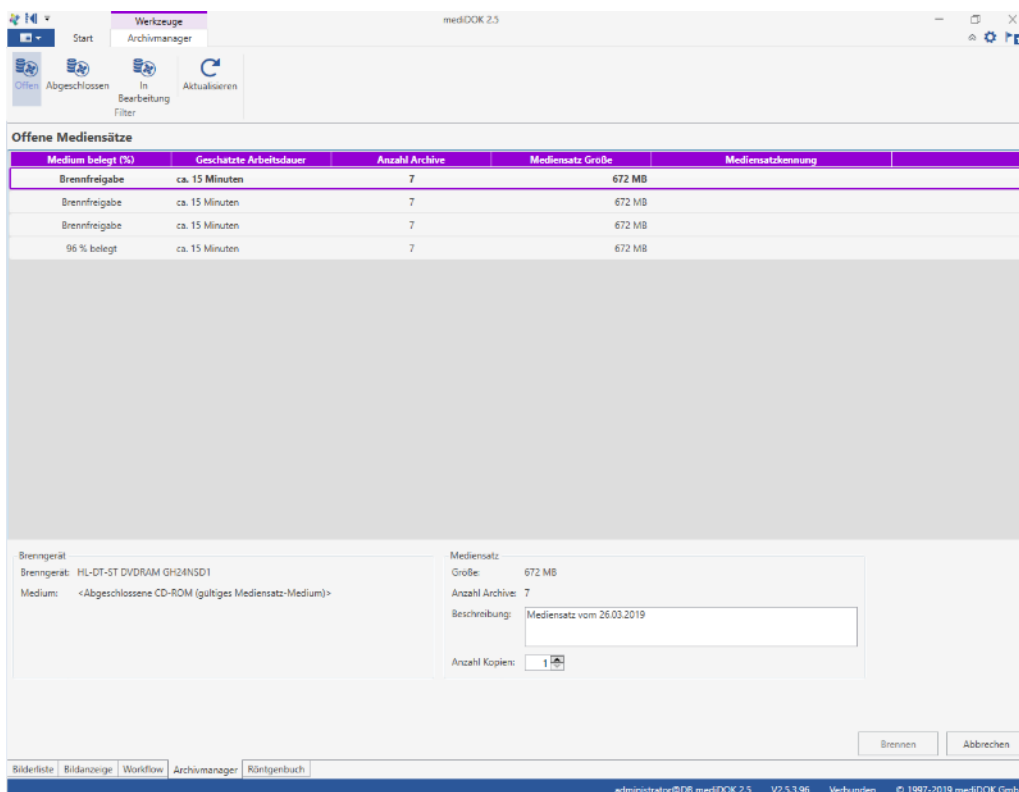 Werkzeuge mediDOK 2.5
Start Archivmanager
Offen Abgeschlossen In Bearbeitung Aktualisieren
Filter
Offene Mediensätze
Medium belegt (%) Geschätzte Arbeitsdauer Anzahl Archive Mediensatz Größe Mediensatzkennung
Brennfreigabe ca. 15 Minuten 7 672 MB
Brennfreigabe ca. 15 Minuten 7 672 MB
Brennfreigabe ca. 15 Minuten 7 672 MB
96 % belegt ca. 15 Minuten 7 672 MB
Brenngerät
Brenngerät: HL-DT-ST DVDRAM GH24NSD1
Medium: <Abgeschlossene CD-ROM (gültiges Mediensatz-Medium)>
Mediensatz
Größe: 672 MB
Anzahl Archive: 7
Beschreibung: Mediensatz vom 26.03.2019
Anzahl Kopien: 1
Brennen Abbrechen
Bilderliste Bildanzeige Workflow Archivmanager Röntgenbuch
administrator@DB mediDOK 2.5 V2.5.3.96 Verbunden © 1997-2019 mediDOK Gmb